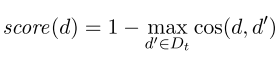 score(d) = 1 − max_{d′∈D_t} cos(d, d′)